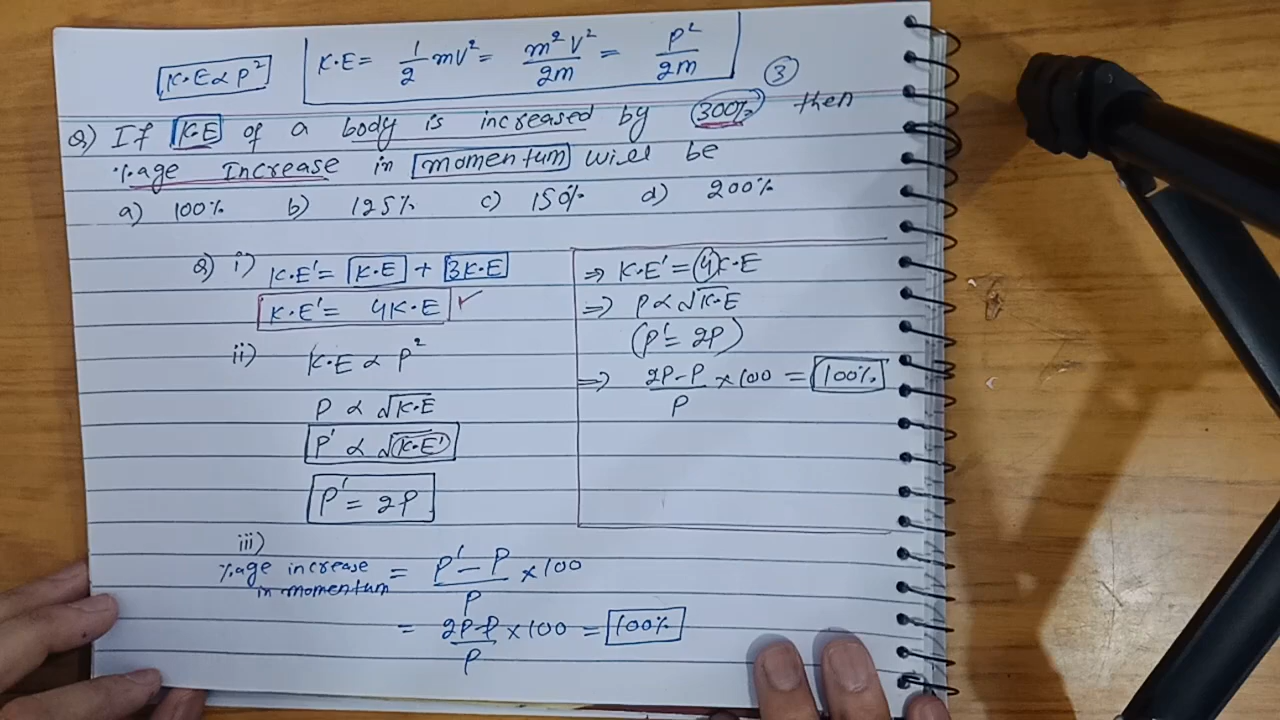 K.E ∝ P²
K.E = 1/2 mv² = m²v²/2m = P²/2m
③
Q) If K.E of a body is increased by 300% then
%age Increase in momentum will be
a) 100% b) 125% c) 150% d) 200%
Q) i) K.E' = K.E + 3K.E
K.E' = 4K.E ✓
ii) K.E ∝ P²
P ∝ √K.E
P' ∝ √K.E'
P' = 2P
iii)
%age increase in momentum = P' - P/P × 100
= 2P-P/P × 100 = 100%
⇒ K.E' = 4K.E
⇒ P ∝ √K.E
(P' = 2P)
⇒ 2P-P/P × 100 = 100%